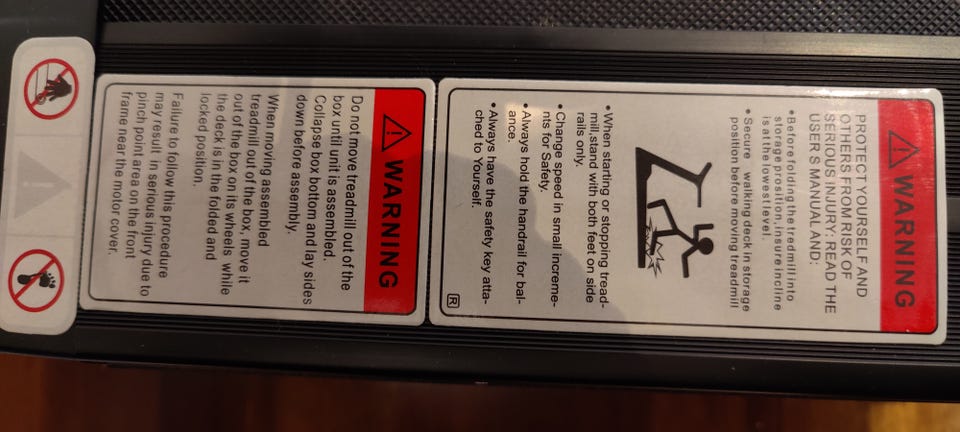 WARNING
PROTECT YOURSELF AND
OTHERS FROM RISK OF
SERIOUS INJURY: READ THE
USER'S MANUAL AND:
•Before folding the tredmill into
storage prosition, insure incline
is at the lowest level.
•Secure walking deck in storage
position before moving treadmill
•When starting or stopping tread-
mill, stand with both feet on side
rails only.
•Change speed in small increme-
nts for Safety.
•Always hold the handrail for bal-
ance.
•Always have the safety key atta-
ched to Yourself.
R
WARNING
Do not move treadmill out of the
box until unit is assembled.
Collapse box bottom and lay sides
down before assembly.
When moving assembled
treadmill out of the box, move it
out of the box on its wheels while
the deck is in the folded and
locked position.
Failure to follow this procedure
may result in serious injury due to
pinch point area on the front
frame near the motor cover.